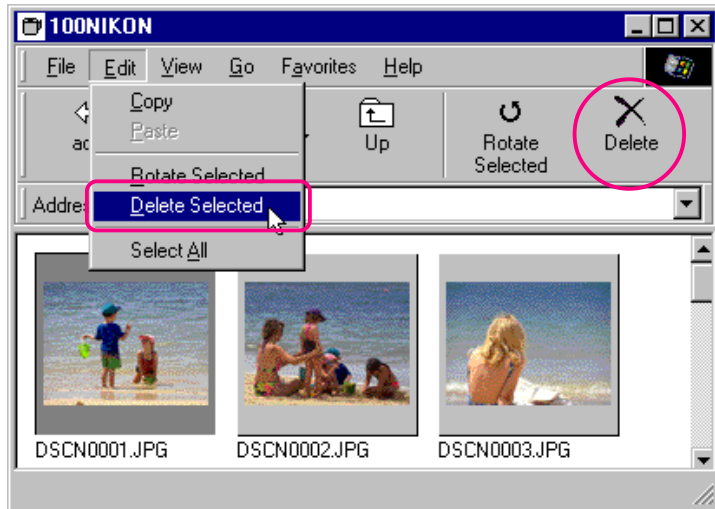 100NIKON
File Edit View Go Favorites Help
Copy
Paste
Rotate Selected
Delete Selected
Select All
Up
Rotate
Selected
Delete
DSCN0001.JPG DSCN0002.JPG DSCN0003.JPG